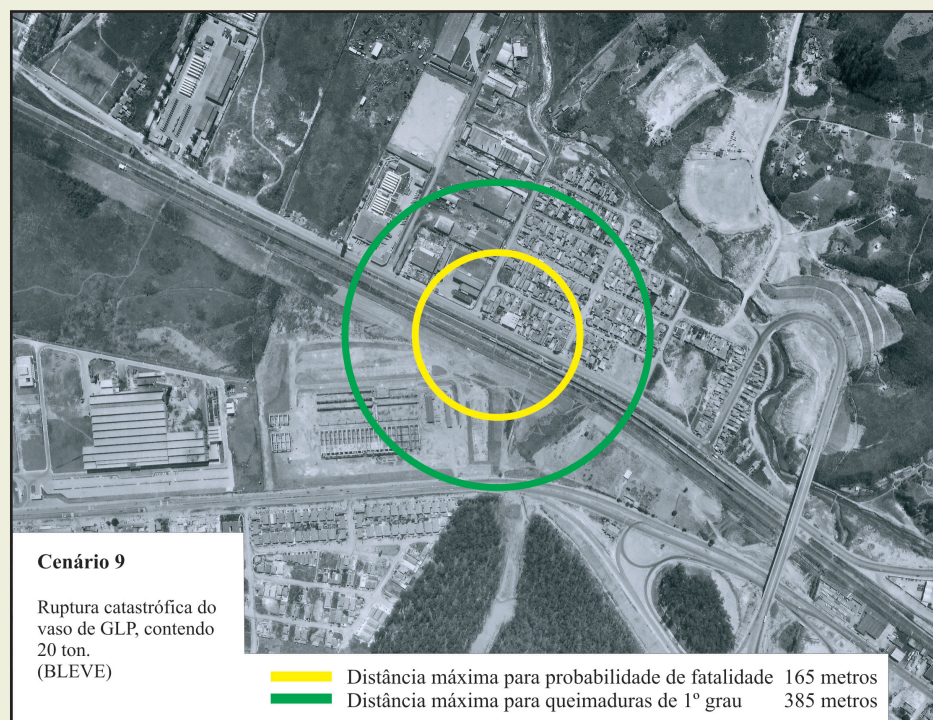 Cenário 9
Ruptura catastrófica do
vaso de GLP, contendo
20 ton.
(BLEVE)
Distância máxima para probabilidade de fatalidade 165 metros
Distância máxima para queimaduras de 1º grau 385 metros